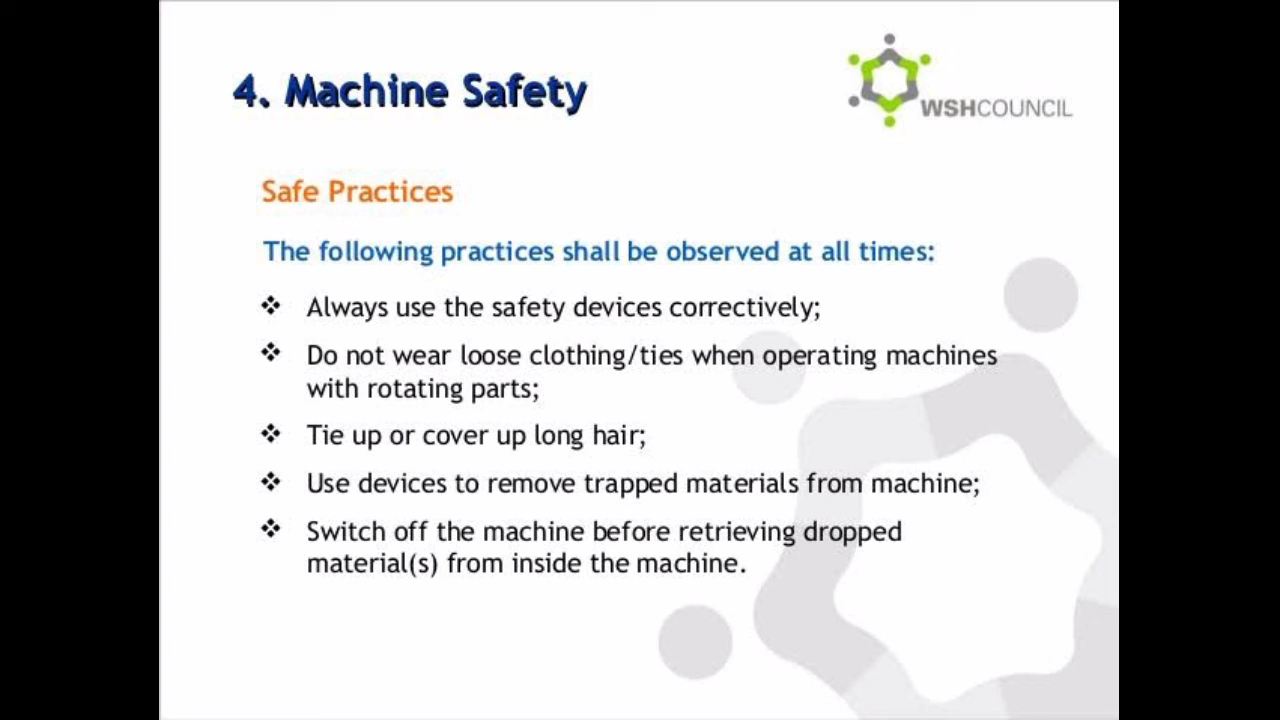 4. Machine Safety
WSHCOUNCIL
Safe Practices
The following practices shall be observed at all times:
Always use the safety devices correctively;
Do not wear loose clothing/ties when operating machines
with rotating parts;
Tie up or cover up long hair;
Use devices to remove trapped materials from machine;
Switch off the machine before retrieving dropped
material(s) from inside the machine.